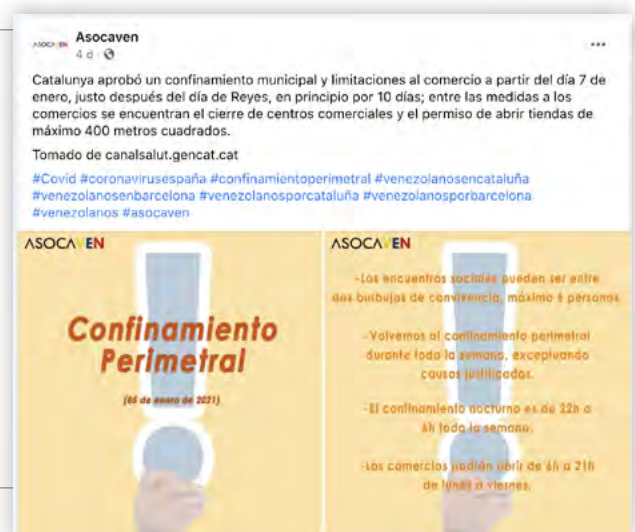 Asocaven
4 d
Catalunya aprobó un confinamiento municipal y limitaciones al comercio a partir del día 7 de
enero, justo después del día de Reyes, en principio por 10 días; entre las medidas a los
comercios se encuentran el cierre de centros comerciales y el permiso de abrir tiendas de
máximo 400 metros cuadrados.
Tomado de canalsalut.gencat.cat
#Covid #coronavirusespaña #confinamientoperimetral #venezolanosencataluña
#venezolanosenbarcelona #venezolanosporcataluña #venezolanosporbarcelona
#venezolanos #asocaven
ASOCAVEN
Confinamiento
Perimetral
(05 de enero de 2021)
ASOCAVEN
-Los encuentros sociales pueden ser entre
dos burbujas de convivencia, máximo 6 personas.
-Volvemos al confinamiento perimetral
durante toda la semana, exceptuando
causas justificadas.
-El confinamiento nocturno es de 22h a
6h toda la semana.
-Los comercios podrán abrir de 6h a 21h
de lunes a viernes.